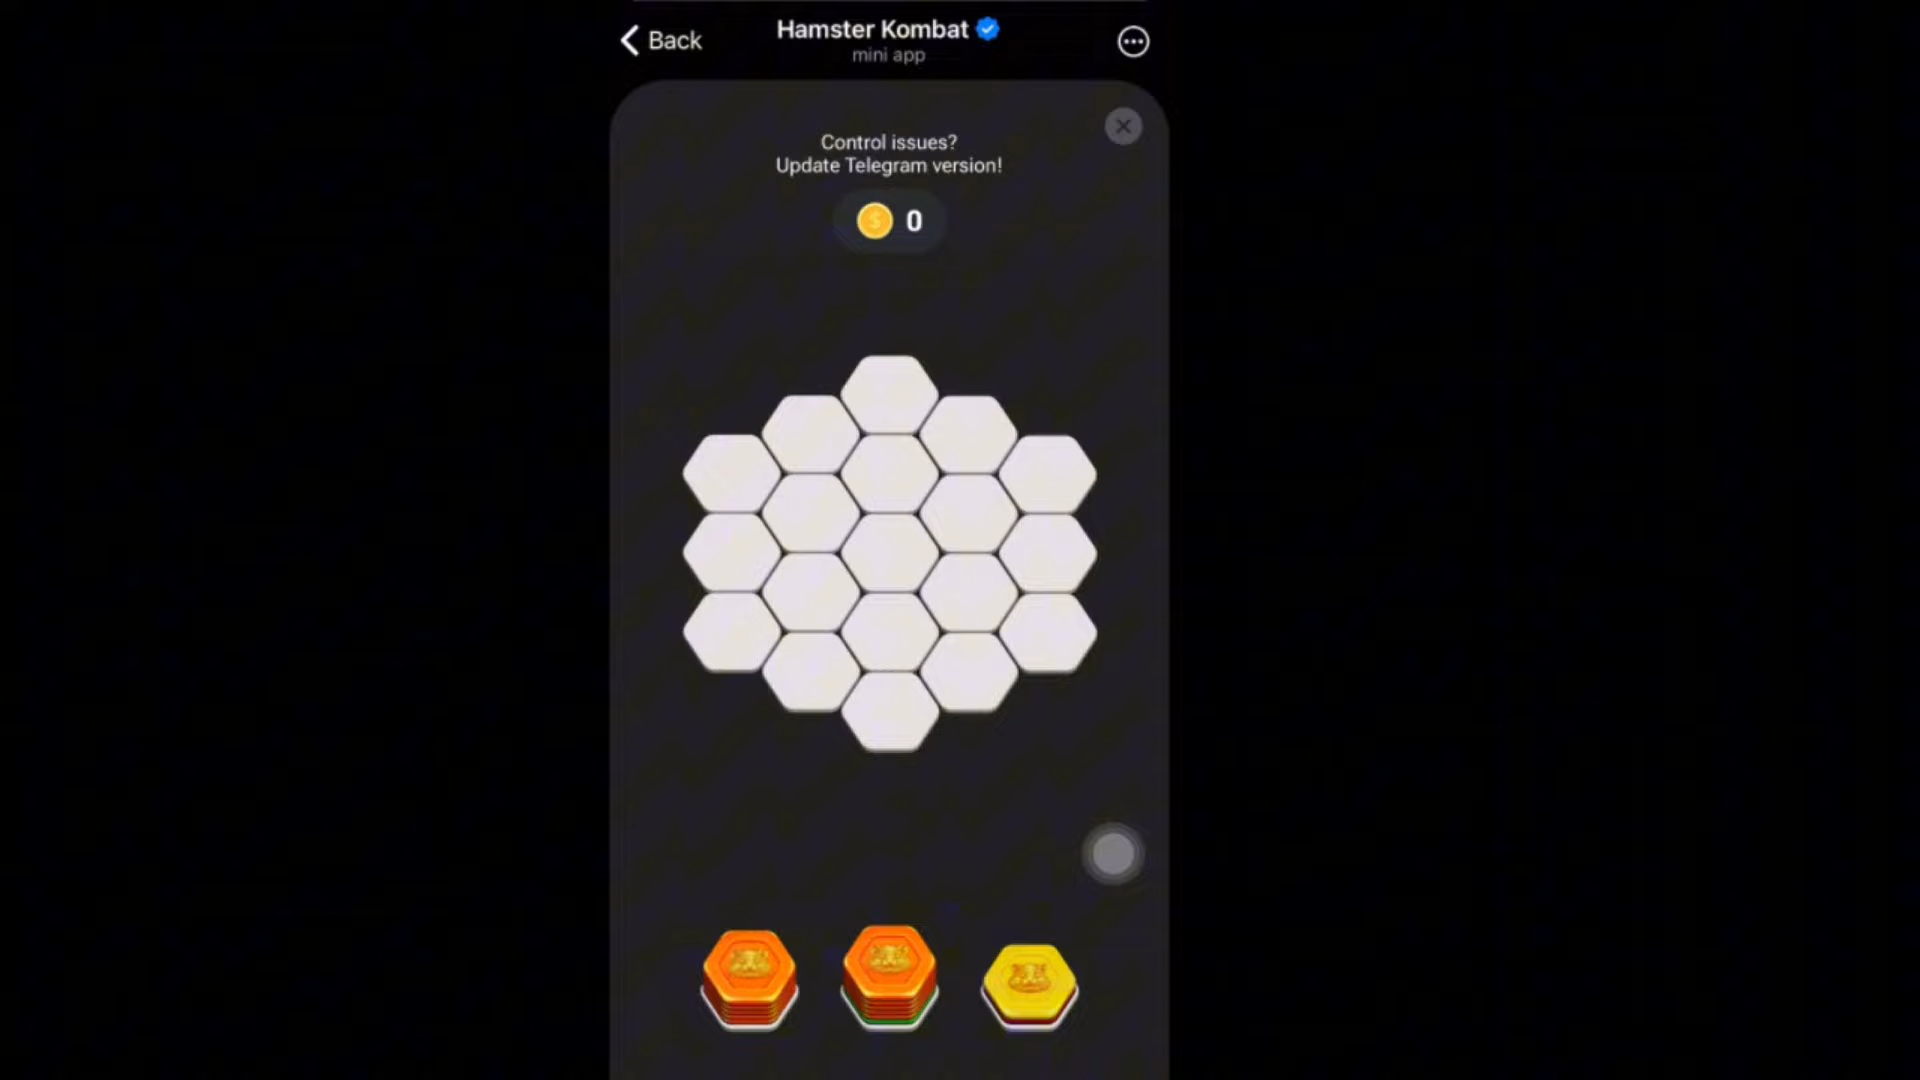 Back
Hamster Kombat
mini app
Control issues?
Update Telegram version!
0